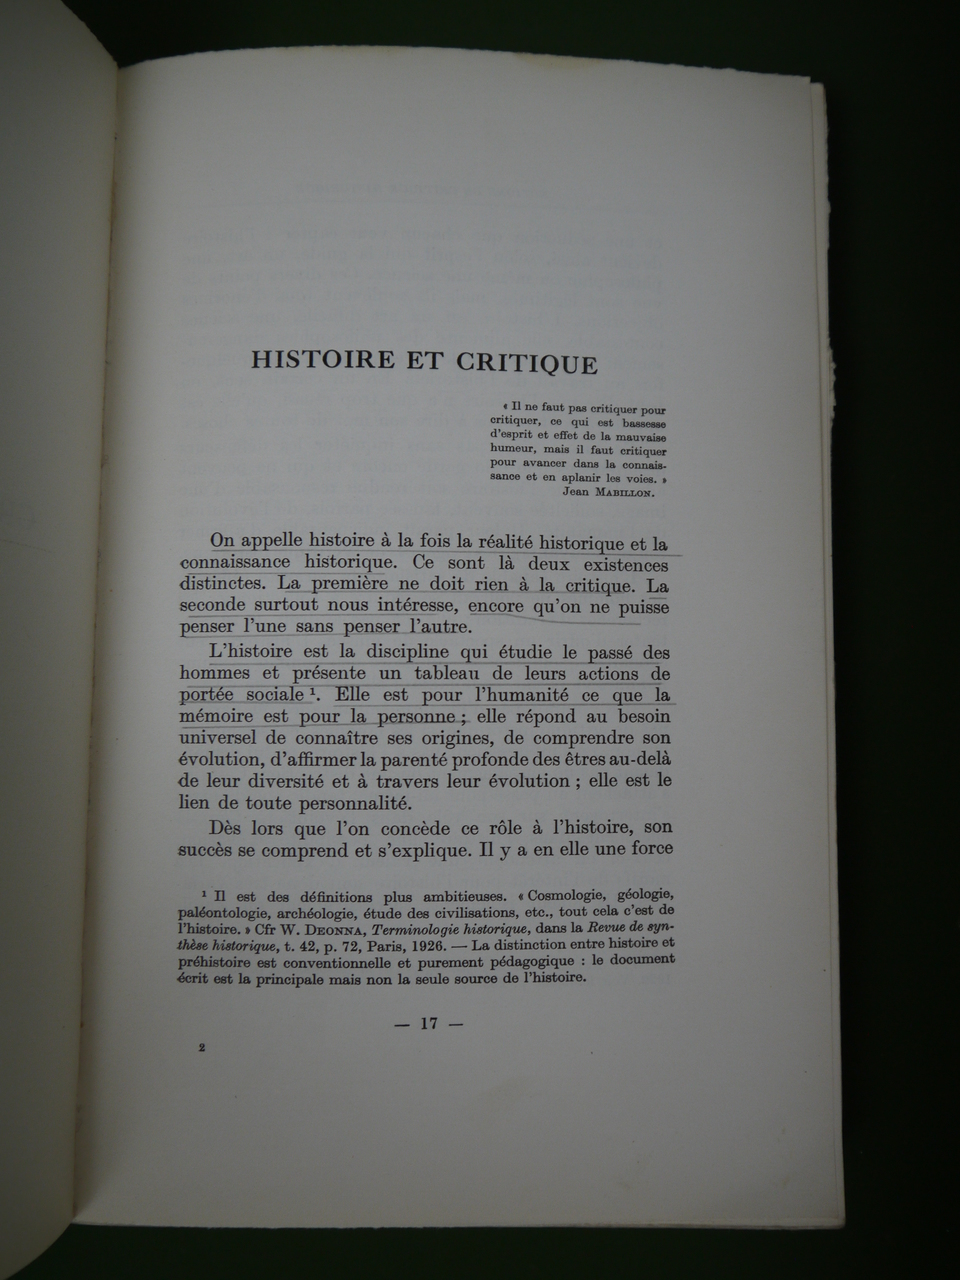 HISTOIRE ET CRITIQUE
« Il ne faut pas critiquer pour
critiquer, ce qui est bassesse
d'esprit et effet de la mauvaise
humeur, mais il faut critiquer
pour avancer dans la connais-
sance et en aplanir les voies. »
Jean MABILLON.
On appelle histoire à la fois la réalité historique et la
connaissance historique. Ce sont là deux existences
distinctes. La première ne doit rien à la critique. La
seconde surtout nous intéresse, encore qu'on ne puisse
penser l'une sans penser l'autre.
L'histoire est la discipline qui étudie le passé des
hommes et présente un tableau de leurs actions de
portée sociale ¹. Elle est pour l'humanité ce que la
mémoire est pour la personne ; elle répond au besoin
universel de connaître ses origines, de comprendre son
évolution, d'affirmer la parenté profonde des êtres au-delà
de leur diversité et à travers leur évolution ; elle est le
lien de toute personnalité.
Dès lors que l'on concède ce rôle à l'histoire, son
succès se comprend et s'explique. Il y a en elle une force
¹ Il est des définitions plus ambitieuses. « Cosmologie, géologie,
paléontologie, archéologie, étude des civilisations, etc., tout cela c'est de
l'histoire. » Cfr W. DEONNA, Terminologie historique, dans la Revue de syn-
thèse historique, t. 42, p. 72, Paris, 1926. — La distinction entre histoire et
préhistoire est conventionnelle et purement pédagogique : le document
écrit est la principale mais non la seule source de l'histoire.
— 17 —
2